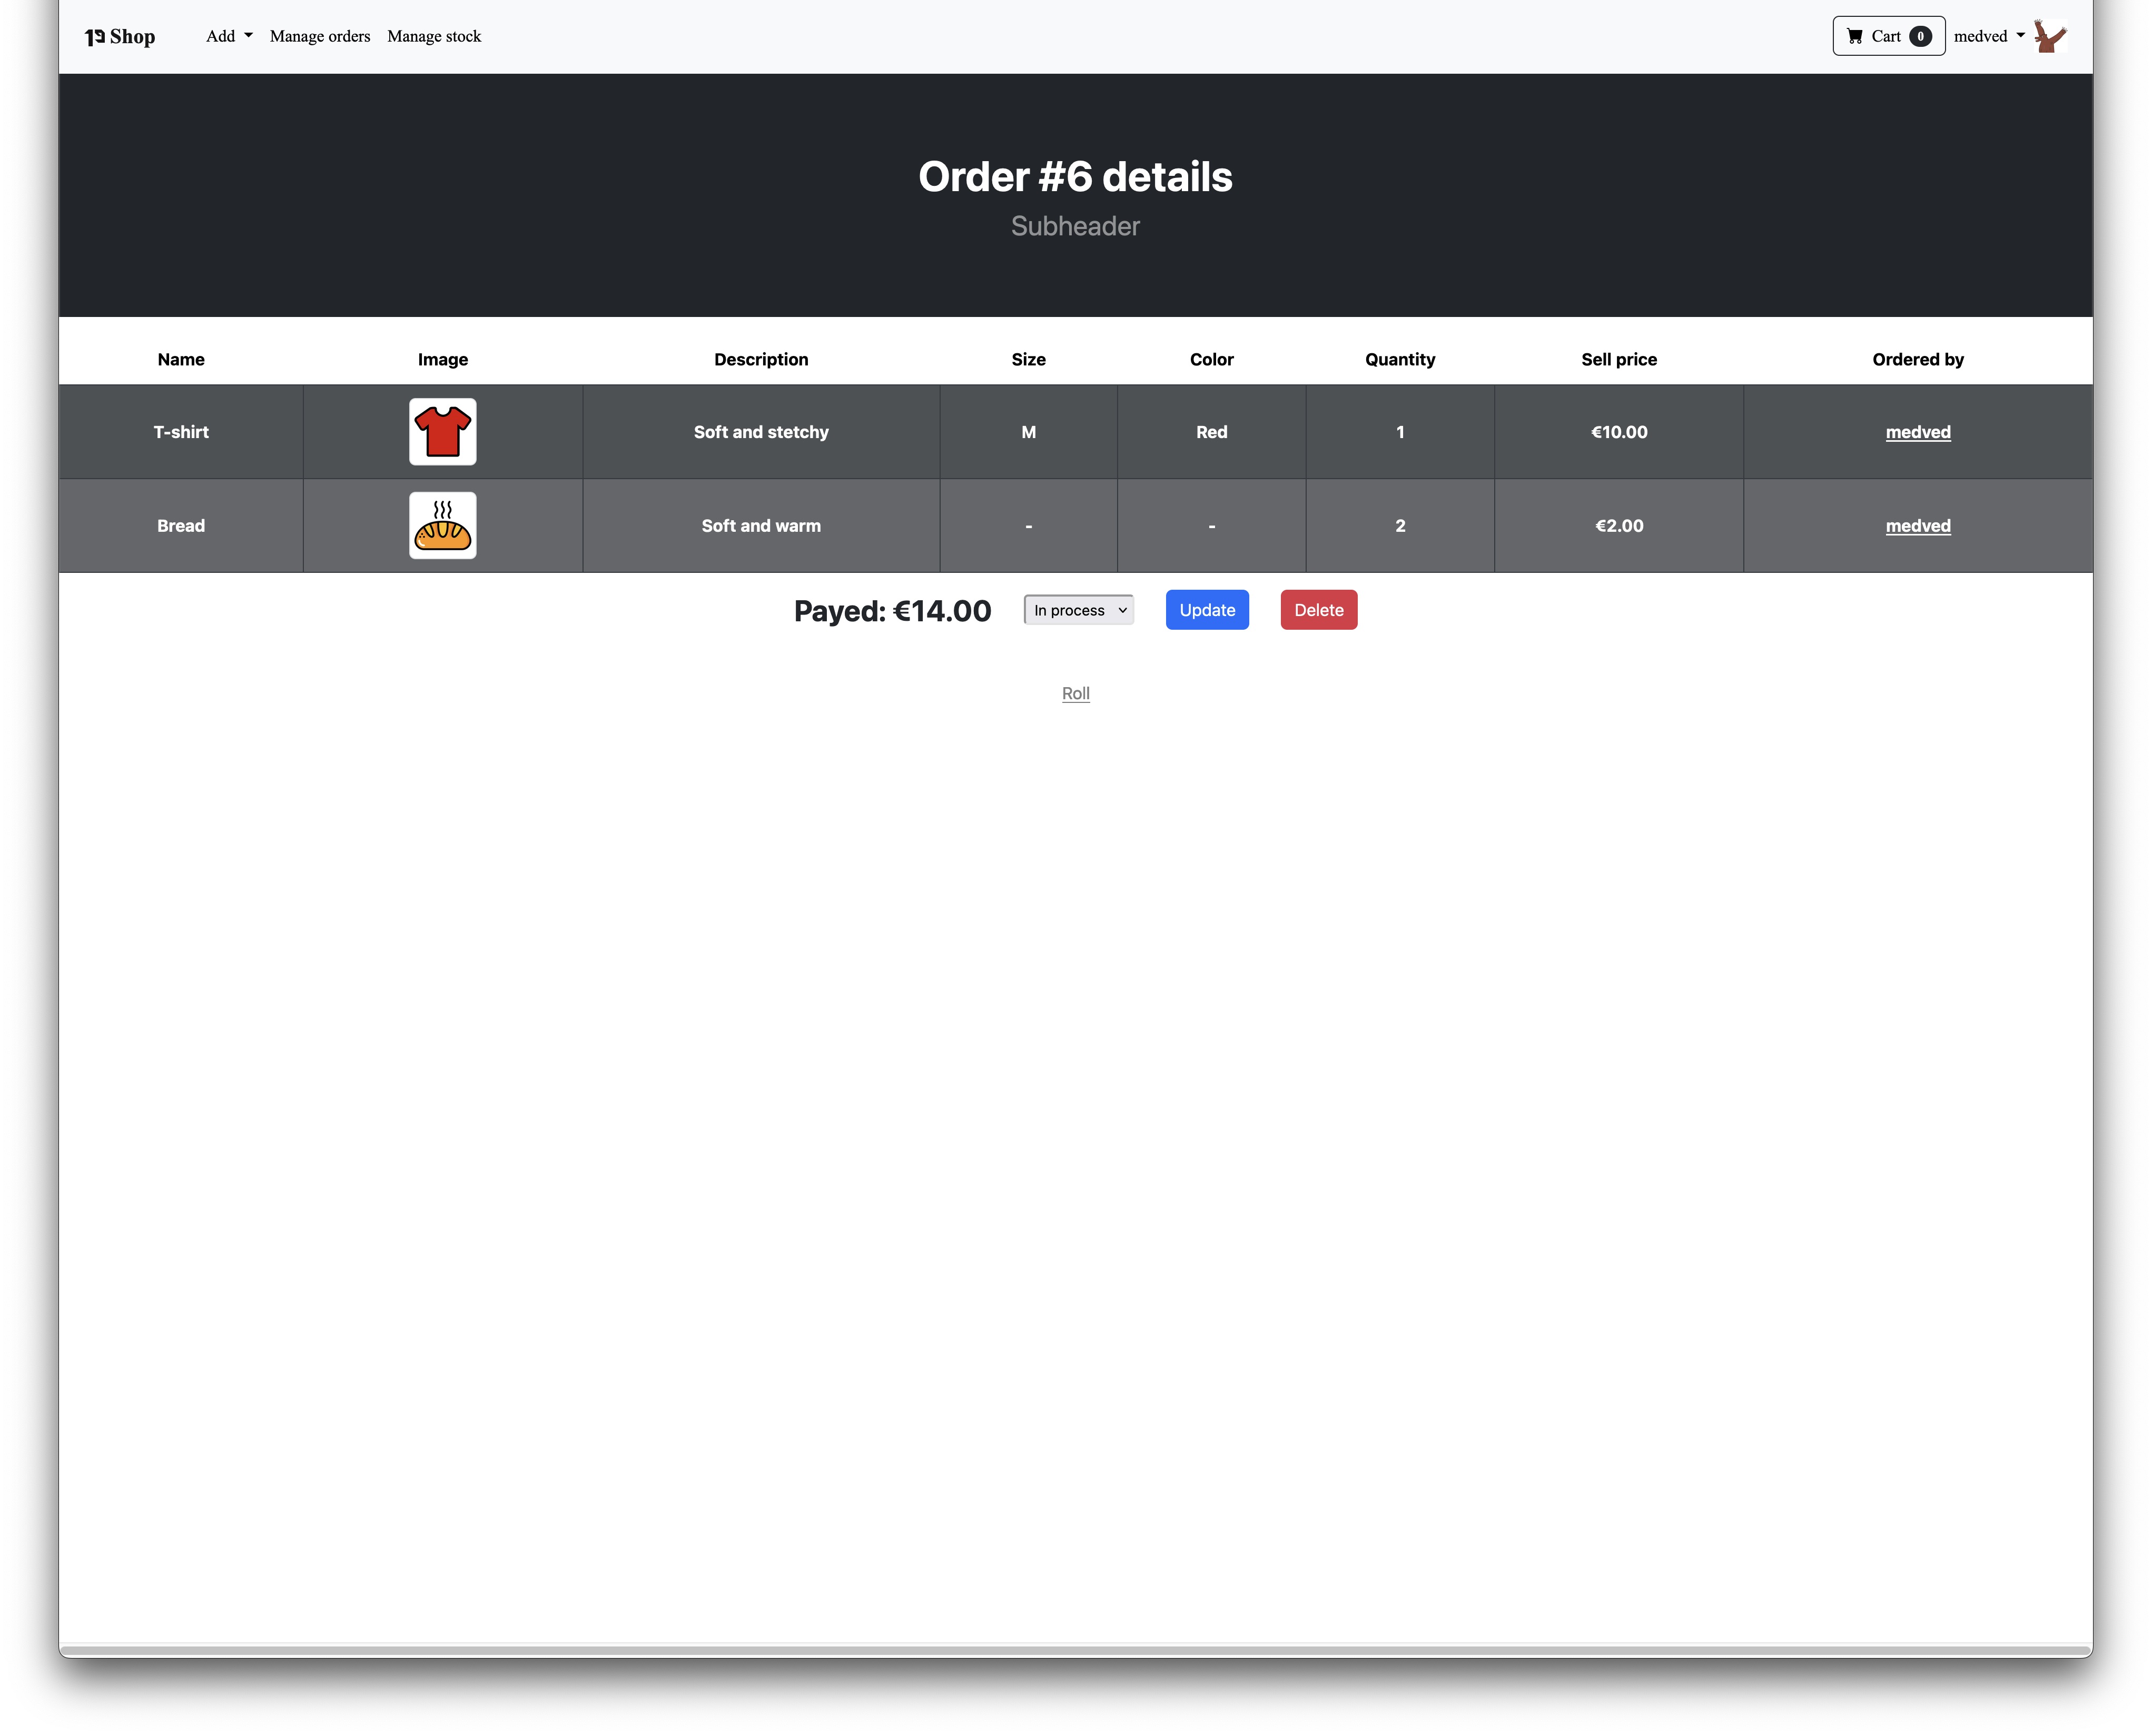 19 Shop Add Manage orders Manage stock Cart 0 medved
Order #6 details
Subheader
Name Image Description Size Color Quantity Sell price Ordered by
T-shirt Soft and stetchy M Red 1 €10.00 medved
Bread Soft and warm - - 2 €2.00 medved
Payed: €14.00 In process Update Delete
Roll